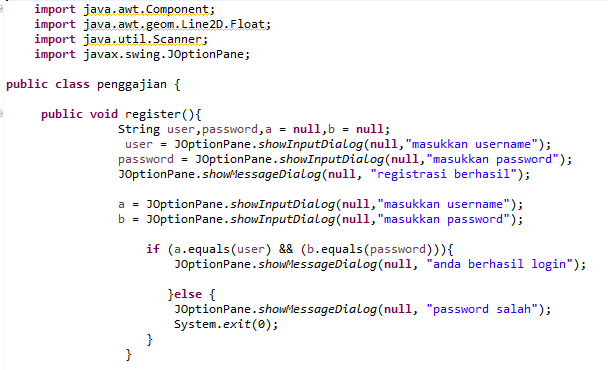 import java.awt.Component;
import java.awt.geom.Line2D.Float;
import java.util.Scanner;
import javax.swing.JOptionPane;
public class penggajian {
public void register(){
String user,password,a = null,b = null;
user = JOptionPane.showInputDialog(null,"masukkan username");
password = JOptionPane.showInputDialog(null,"masukkan password");
JOptionPane.showMessageDialog(null, "registrasi berhasil");
a = JOptionPane.showInputDialog(null,"masukkan username");
b = JOptionPane.showInputDialog(null,"masukkan password");
if (a.equals(user) && (b.equals(password))){
JOptionPane.showMessageDialog(null, "anda berhasil login");
}else {
JOptionPane.showMessageDialog(null, "password salah");
System.exit(0);
}
}